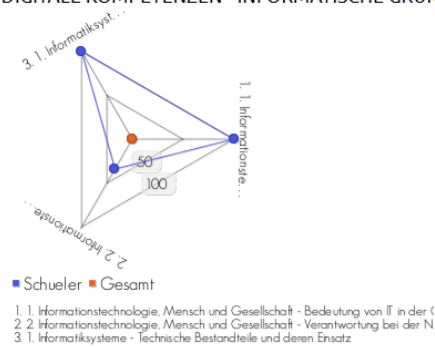 DIGITALE KOMPETENZEN - INFORMATISCHE GRUN
3. 1. Informatiksyst. . .
1. 1. Informationste. . .
50
100
2. 2. Informationste. . .
Schueler Gesamt
1. 1. Informationstechnologie, Mensch und Gesellschaft - Bedeutung von IT in der G
2. 2. Informationstechnologie, Mensch und Gesellschaft - Verantwortung bei der N
3. 1. Informatiksysteme - Technische Bestandteile und deren Einsatz